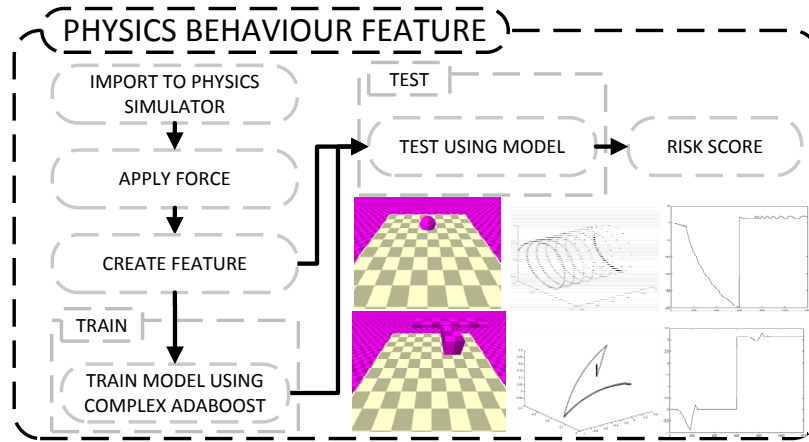 PHYSICS BEHAVIOUR FEATURE
IMPORT TO PHYSICS
SIMULATOR
APPLY FORCE
CREATE FEATURE
TRAIN
TRAIN MODEL USING
COMPLEX ADABOOST
TEST
TEST USING MODEL
RISK SCORE